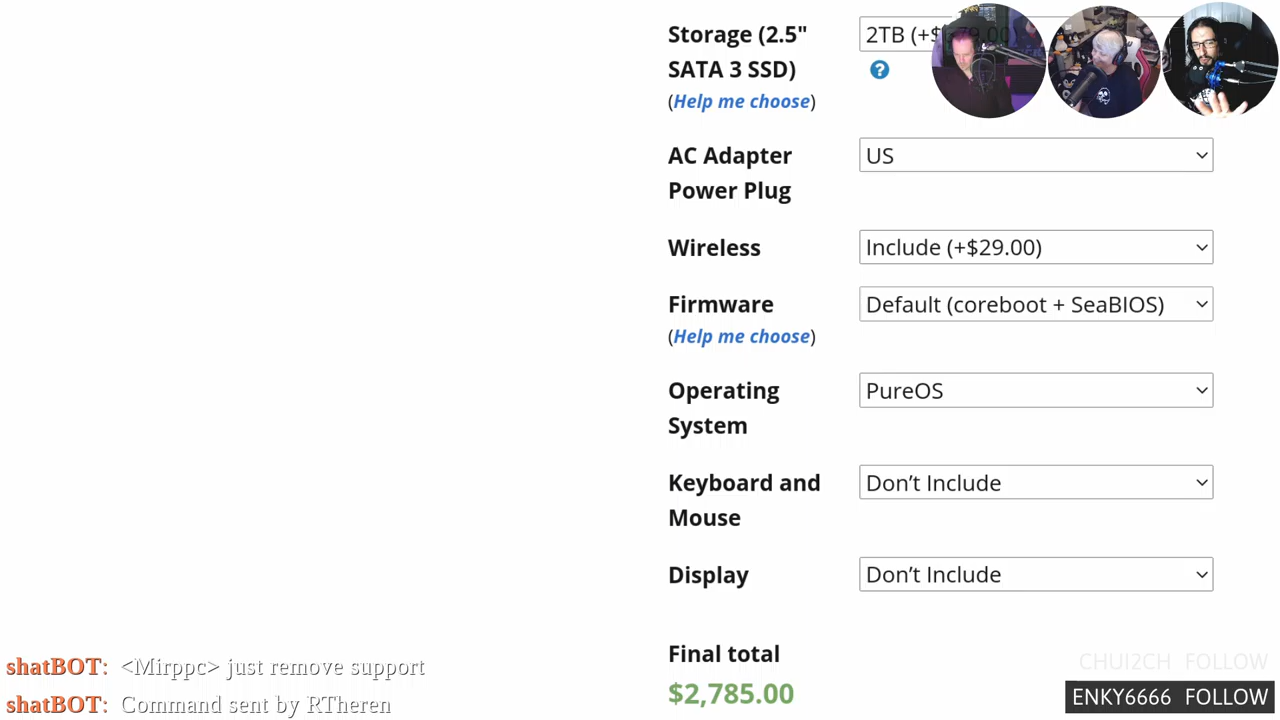 Storage (2.5" 2TB (+$
SATA 3 SSD) ?
(Help me choose)
AC Adapter US
Power Plug
Wireless Include (+$29.00)
Firmware Default (coreboot + SeaBIOS)
(Help me choose)
Operating PureOS
System
Keyboard and Don’t Include
Mouse
Display Don’t Include
Final total
$2,785.00
shatBOT: <Mirppc> just remove support
shatBOT: Command sent by RTheren
CHUI2CH FOLLOW
ENKY6666 FOLLOW